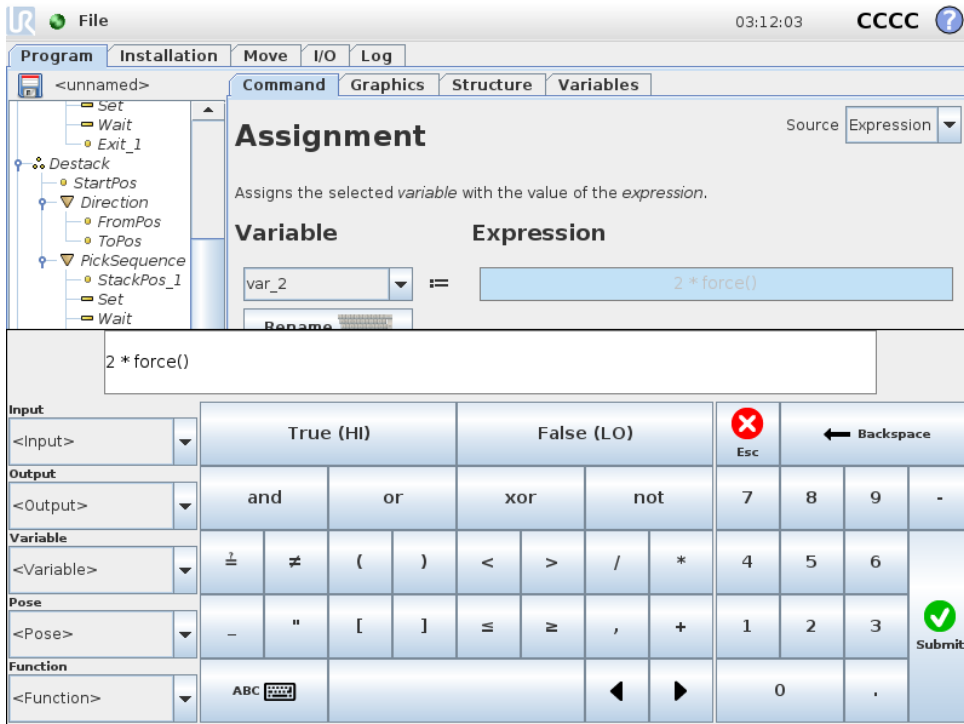 UR File 03:12:03 CCCC ?
Program Installation Move I/O Log
<unnamed> Command Graphics Structure Variables
Set
Wait
Exit_1
Destack
StartPos
Direction
FromPos
ToPos
PickSequence
StackPos_1
Set
Wait
Assignment
Source Expression
Assigns the selected variable with the value of the expression.
Variable Expression
var_2 := 2 * force()
Rename
2 * force()
Input
<Input>
Output
<Output>
Variable
<Variable>
Pose
<Pose>
Function
<Function>
True (HI) False (LO) Esc Backspace
and or xor not 7 8 9 -
≟ ≠ ( ) < > / * 4 5 6
_ " [ ] ≤ ≥ , + 1 2 3 Submit
ABC 0 .